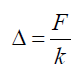 Δ = F/k